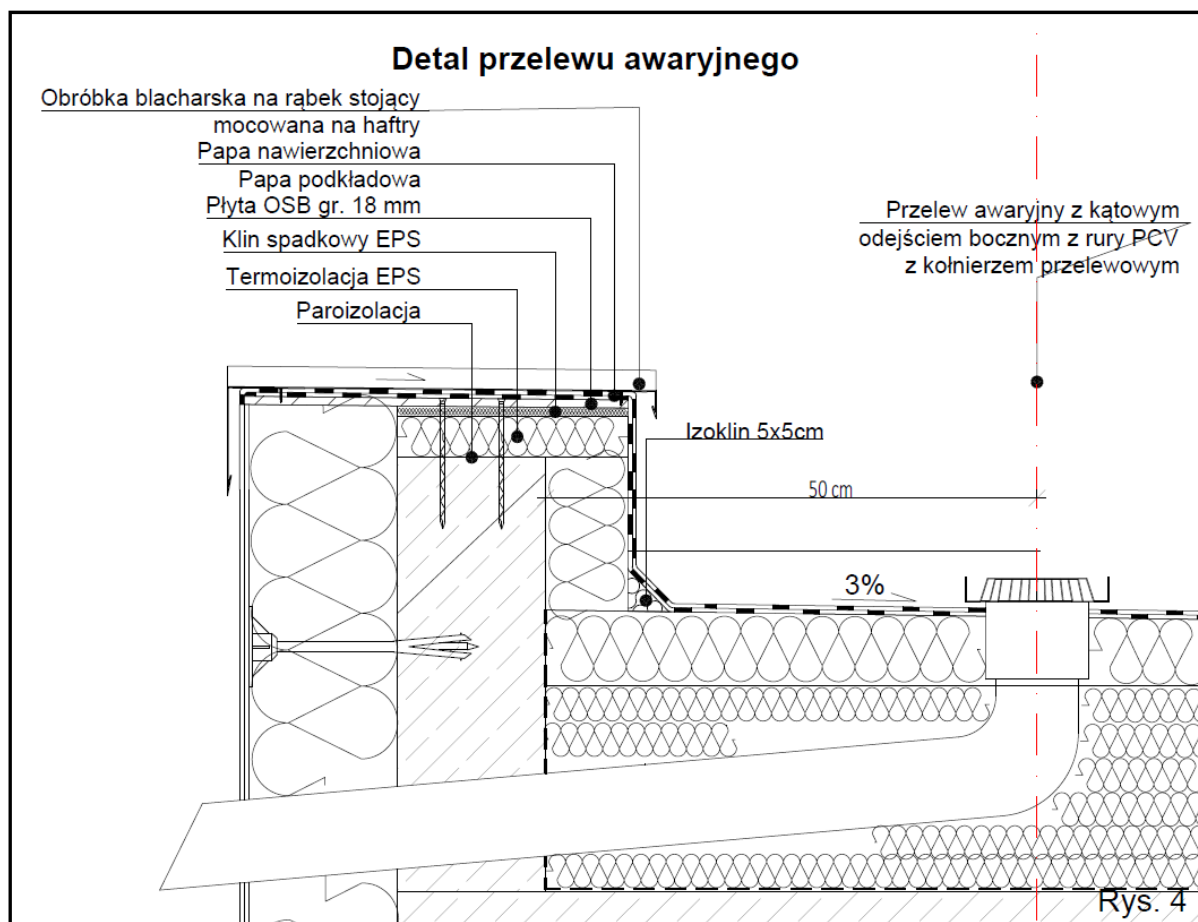 Detal przelewu awaryjnego
Obróbka blacharska na rąbek stojący
mocowana na haftry
Papa nawierzchniowa
Papa podkładowa
Płyta OSB gr. 18 mm
Klin spadkowy EPS
Termoizolacja EPS
Paroizolacja
Przelew awaryjny z kątowym
odejściem bocznym z rury PCV
z kołnierzem przelewowym
Izoklin 5x5cm
50 cm
3%
Rys. 4